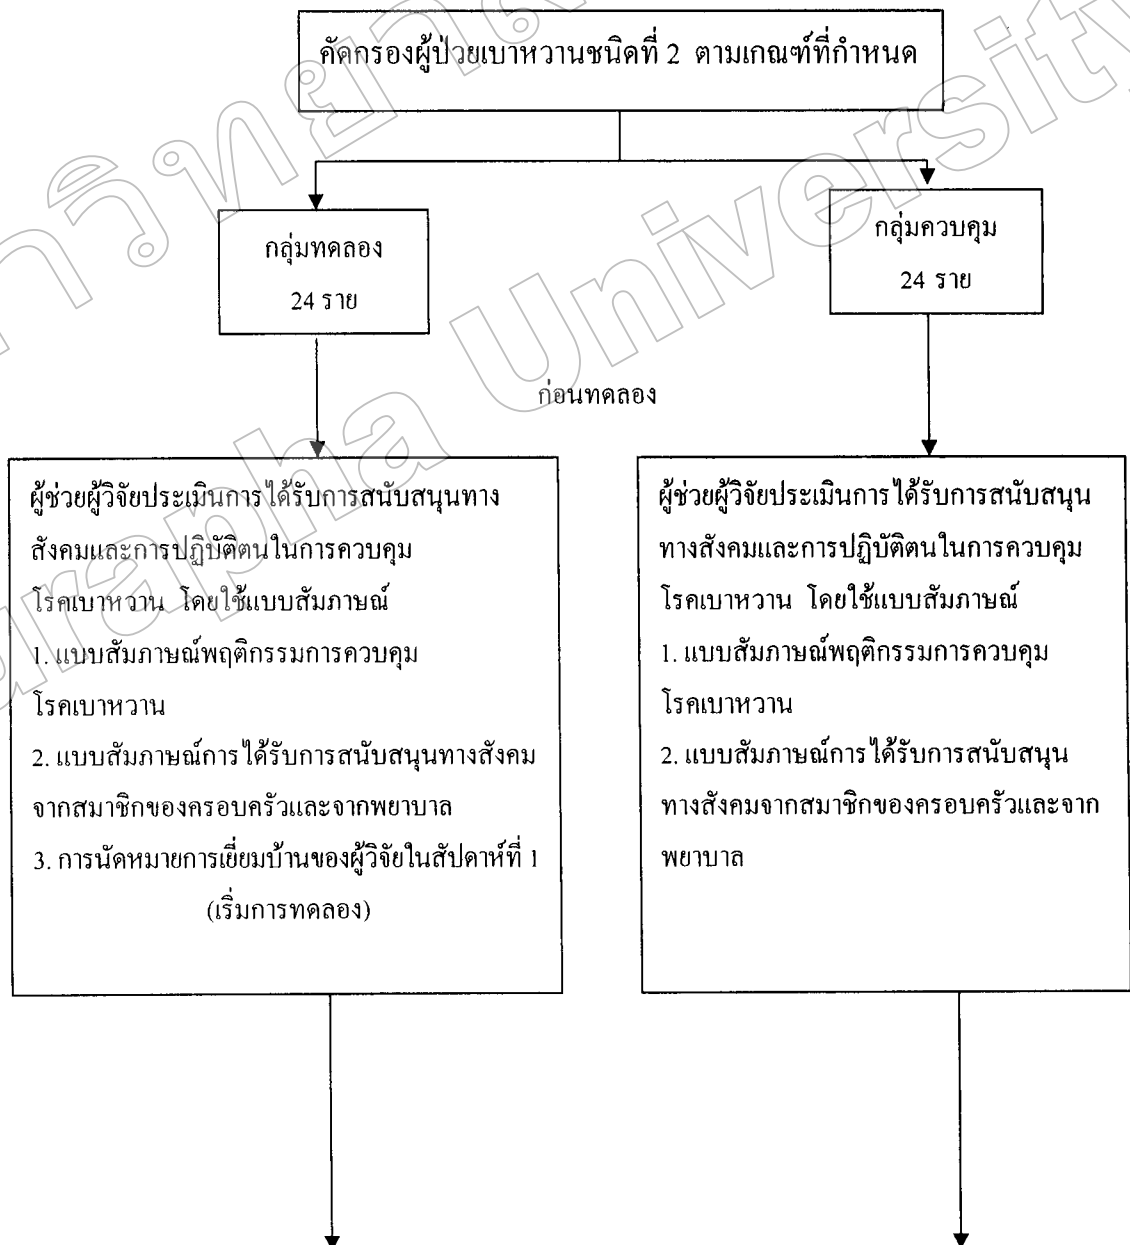 คัดกรองผู้ป่วยเบาหวานชนิดที่ 2 ตามเกณฑ์ที่กำหนด
กลุ่มทดลอง
24 ราย
กลุ่มควบคุม
24 ราย
ก่อนทดลอง
ผู้ช่วยผู้วิจัยประเมินการได้รับการสนับสนุนทาง
สังคมและการปฏิบัติตนในการควบคุม
โรคเบาหวาน โดยใช้แบบสัมภาษณ์
1. แบบสัมภาษณ์พฤติกรรมการควบคุม
โรคเบาหวาน
2. แบบสัมภาษณ์การได้รับการสนับสนุนทางสังคม
จากสมาชิกของครอบครัวและจากพยาบาล
3. การนัดหมายการเยี่ยมบ้านของผู้วิจัยในสัปดาห์ที่ 1
(เริ่มการทดลอง)
ผู้ช่วยผู้วิจัยประเมินการได้รับการสนับสนุน
ทางสังคมและการปฏิบัติตนในการควบคุม
โรคเบาหวาน โดยใช้แบบสัมภาษณ์
1. แบบสัมภาษณ์พฤติกรรมการควบคุม
โรคเบาหวาน
2. แบบสัมภาษณ์การได้รับการสนับสนุน
ทางสังคมจากสมาชิกของครอบครัวและจาก
พยาบาล
urapha University